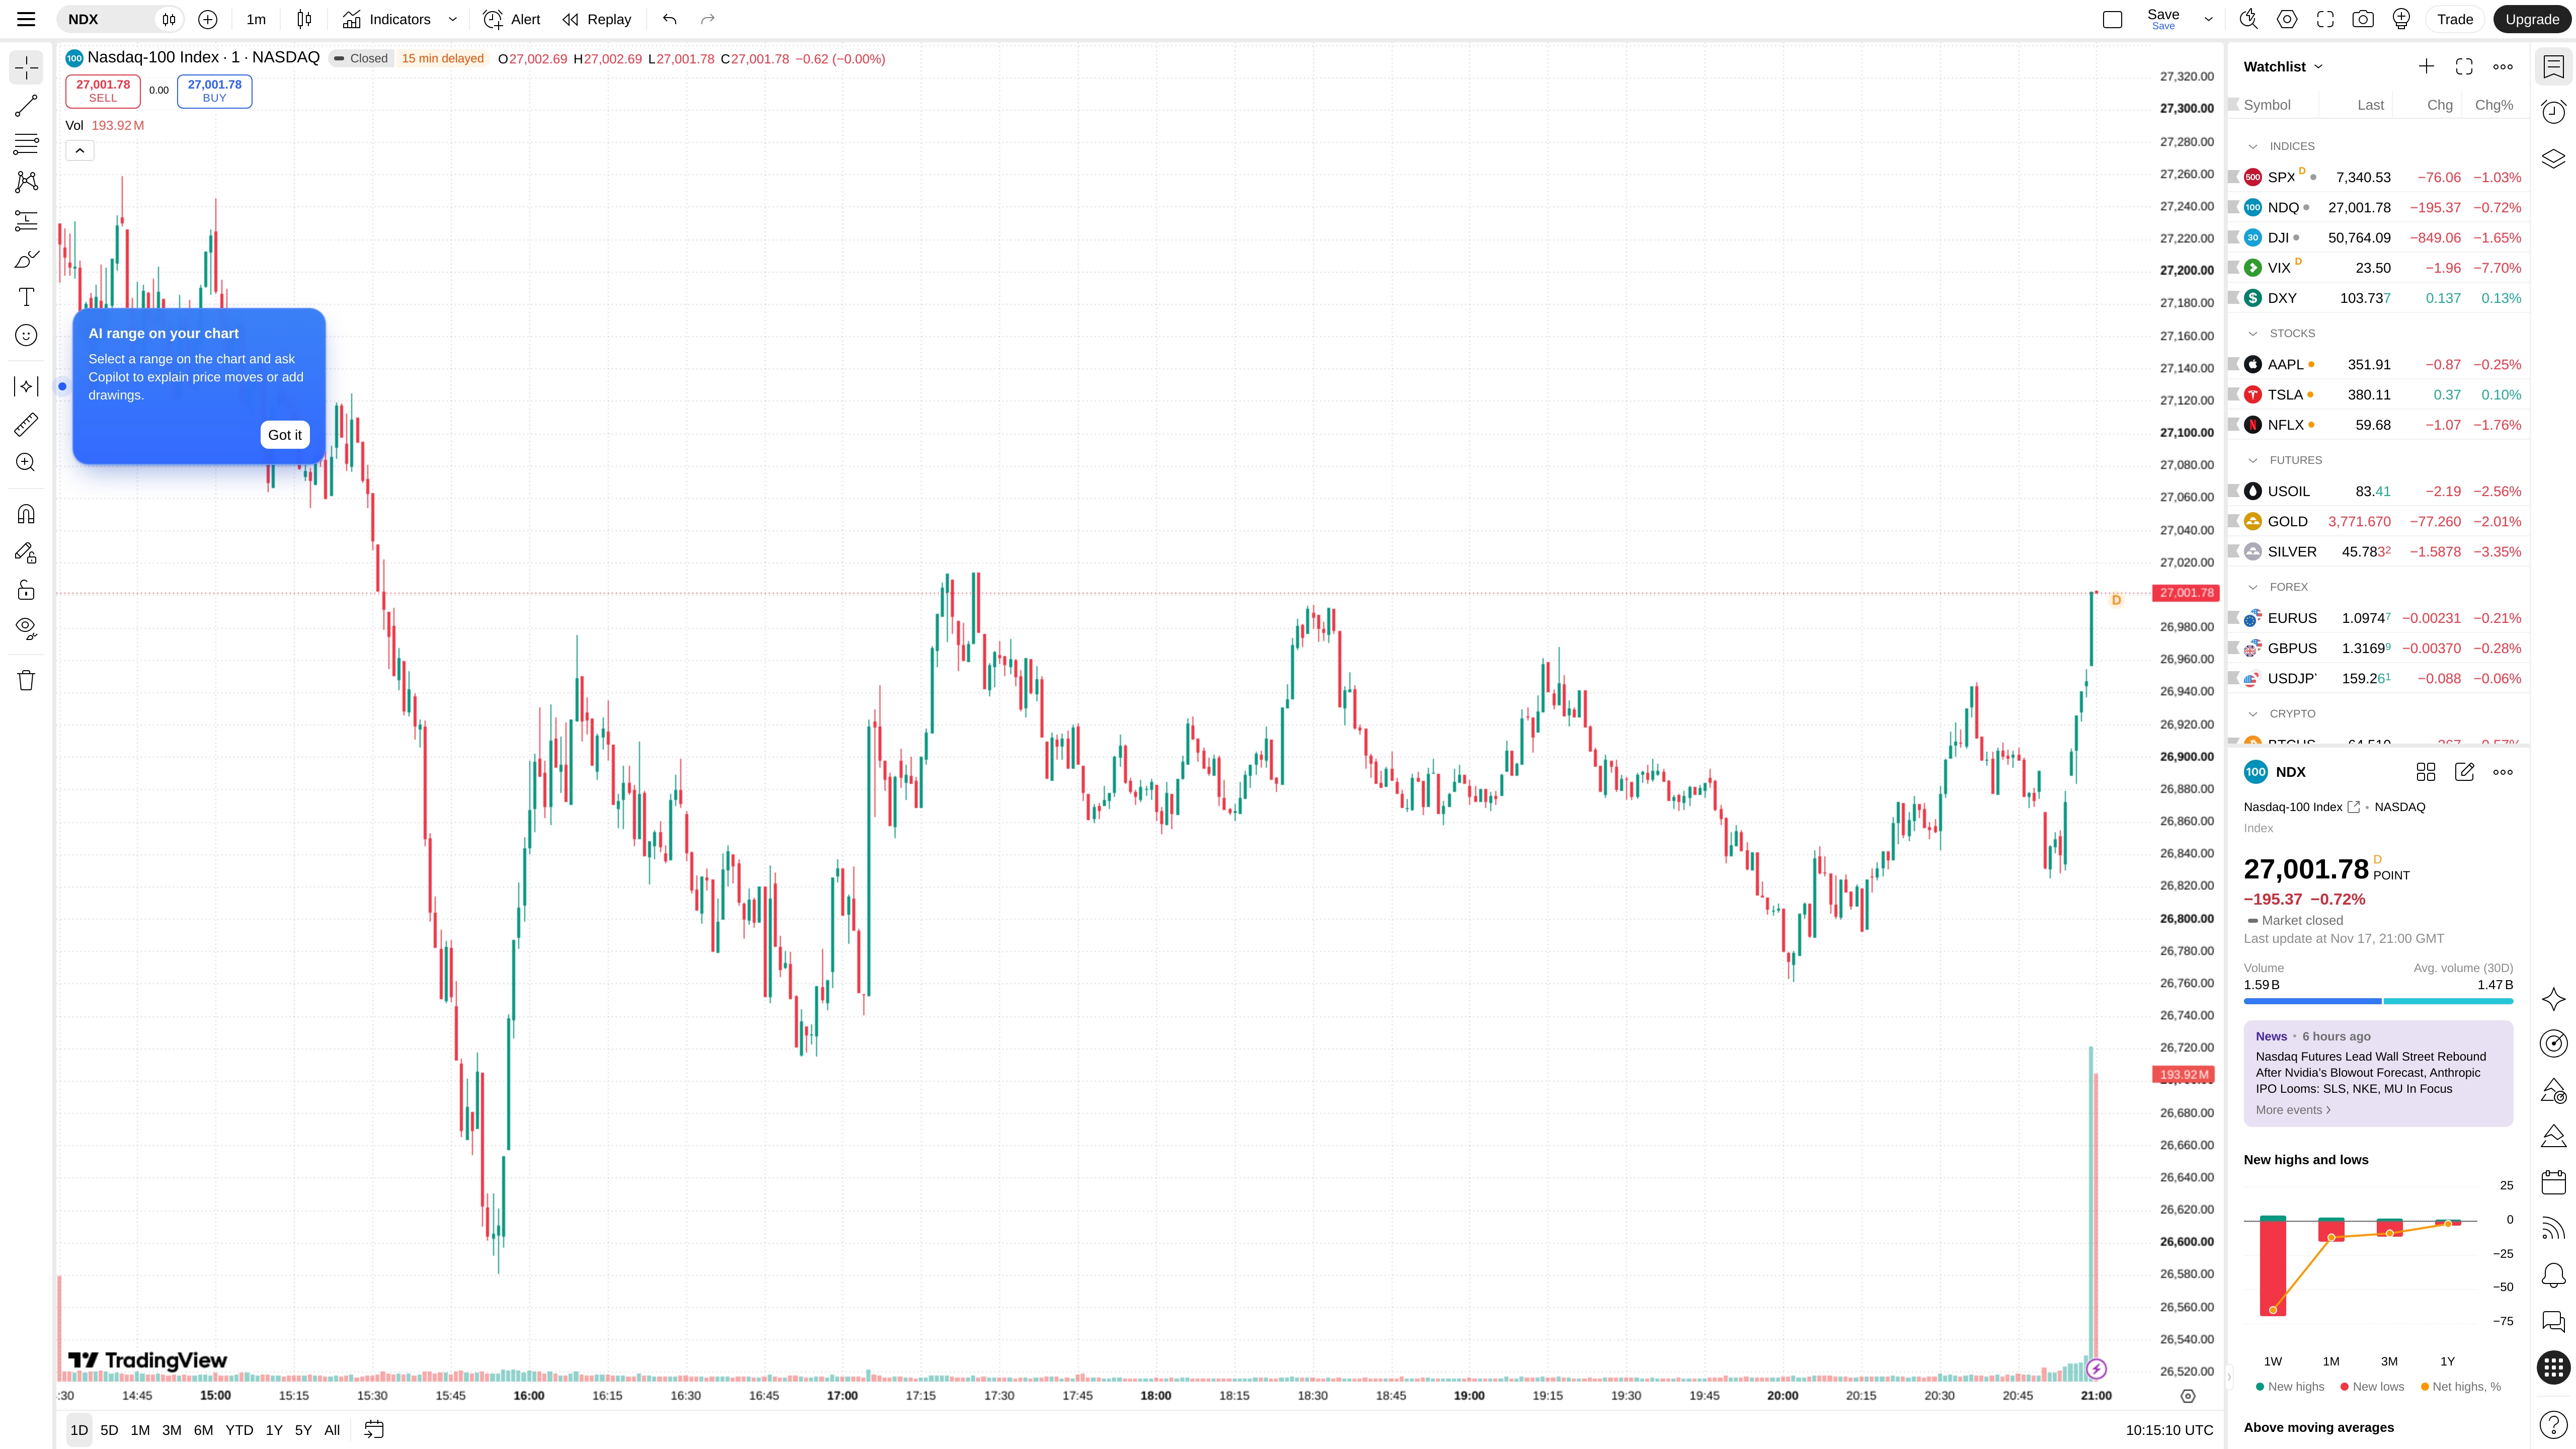 NDX
1m
Indicators
Alert
Replay
Save
Save
Trade
Upgrade
Nasdaq-100 Index · 1 · NASDAQ
Closed
15 min delayed
O27,002.69 H27,002.69 L27,001.78 C27,001.78 −0.62 (−0.00%)
27,001.78
SELL
0.00
27,001.78
BUY
Vol 193.92 M
AI range on your chart
Select a range on the chart and ask
Copilot to explain price moves or add
drawings.
Got it
27,320.00
27,300.00
27,280.00
27,260.00
27,240.00
27,220.00
27,200.00
27,180.00
27,160.00
27,140.00
27,120.00
27,100.00
27,080.00
27,060.00
27,040.00
27,020.00
D
27,001.78
26,980.00
26,960.00
26,940.00
26,920.00
26,900.00
26,880.00
26,860.00
26,840.00
26,820.00
26,800.00
26,780.00
26,760.00
26,740.00
26,720.00
193.92 M
26,680.00
26,660.00
26,640.00
26,620.00
26,600.00
26,580.00
26,560.00
26,540.00
26,520.00
TradingView
:30 14:45 15:00 15:15 15:30 15:45 16:00 16:15 16:30 16:45 17:00 17:15 17:30 17:45 18:00 18:15 18:30 18:45 19:00 19:15 19:30 19:45 20:00 20:15 20:30 20:45 21:00
1D 5D 1M 3M 6M YTD 1Y 5Y All
10:15:10 UTC
Watchlist
Symbol Last Chg Chg%
INDICES
500 SPX D 7,340.53 −76.06 −1.03%
100 NDQ 27,001.78 −195.37 −0.72%
30 DJI 50,764.09 −849.06 −1.65%
VIX D 23.50 −1.96 −7.70%
DXY 103.737 0.137 0.13%
STOCKS
AAPL 351.91 −0.87 −0.25%
TSLA 380.11 0.37 0.10%
NFLX 59.68 −1.07 −1.76%
FUTURES
USOIL 83.41 −2.19 −2.56%
GOLD 3,771.670 −77.260 −2.01%
SILVER 45.7832 −1.5878 −3.35%
FOREX
EURUS 1.09747 −0.00231 −0.21%
GBPUS 1.31699 −0.00370 −0.28%
USDJP 159.261 −0.088 −0.06%
CRYPTO
100 NDX
Nasdaq-100 Index • NASDAQ
Index
27,001.78 D POINT
−195.37 −0.72%
Market closed
Last update at Nov 17, 21:00 GMT
Volume Avg. volume (30D)
1.59 B 1.47 B
News • 6 hours ago
Nasdaq Futures Lead Wall Street Rebound
After Nvidia's Blowout Forecast, Anthropic
IPO Looms: SLS, NKE, MU In Focus
More events
New highs and lows
25
0
−25
−50
−75
1W 1M 3M 1Y
New highs New lows Net highs, %
Above moving averages